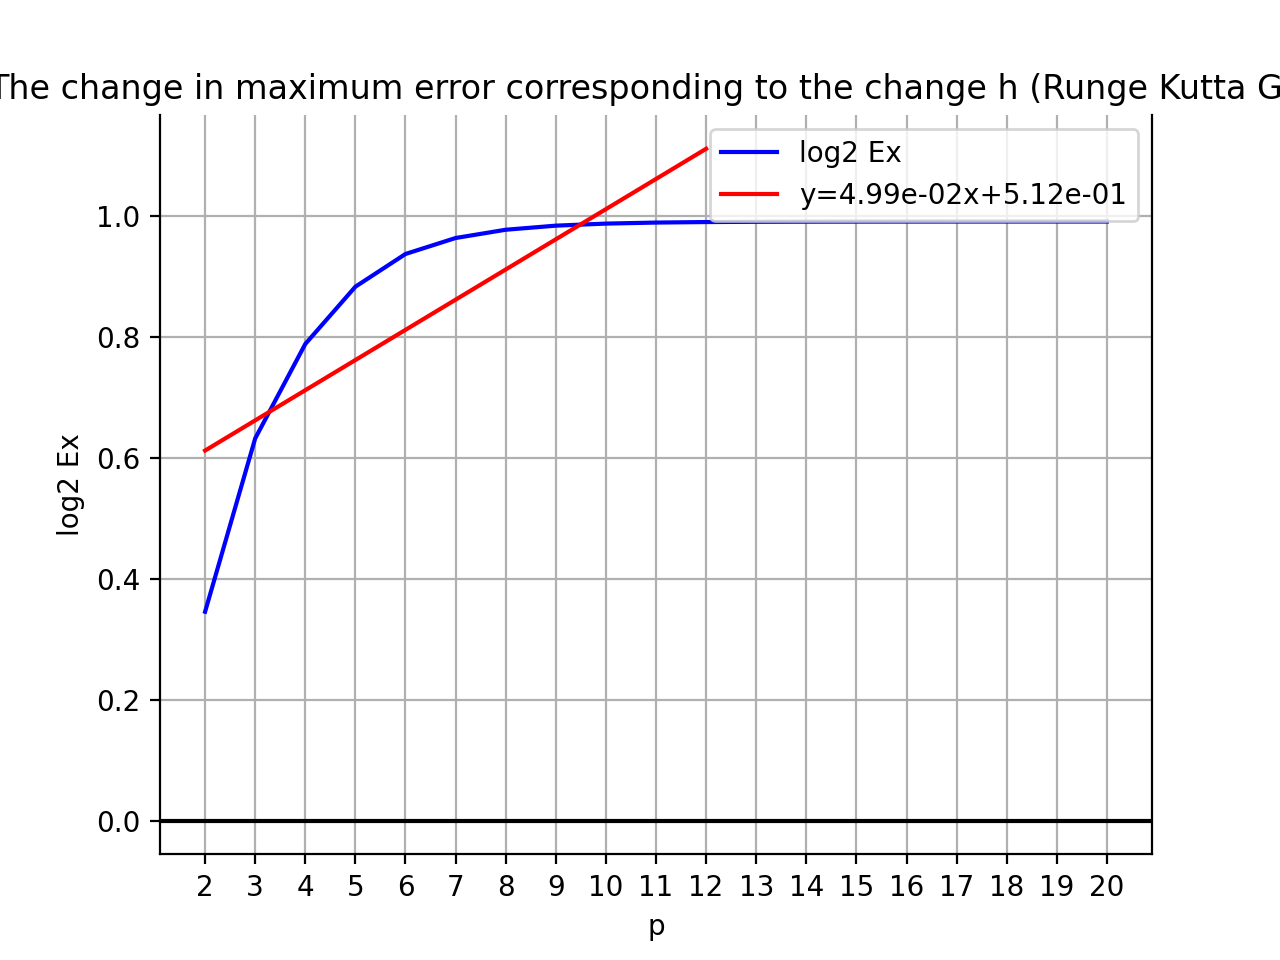 The change in maximum error corresponding to the change h (Runge Kutta G
log2 Ex
y=4.99e-02x+5.12e-01
1.0
0.8
0.6
0.4
0.2
0.0
log2 Ex
2 3 4 5 6 7 8 9 10 11 12 13 14 15 16 17 18 19 20
p